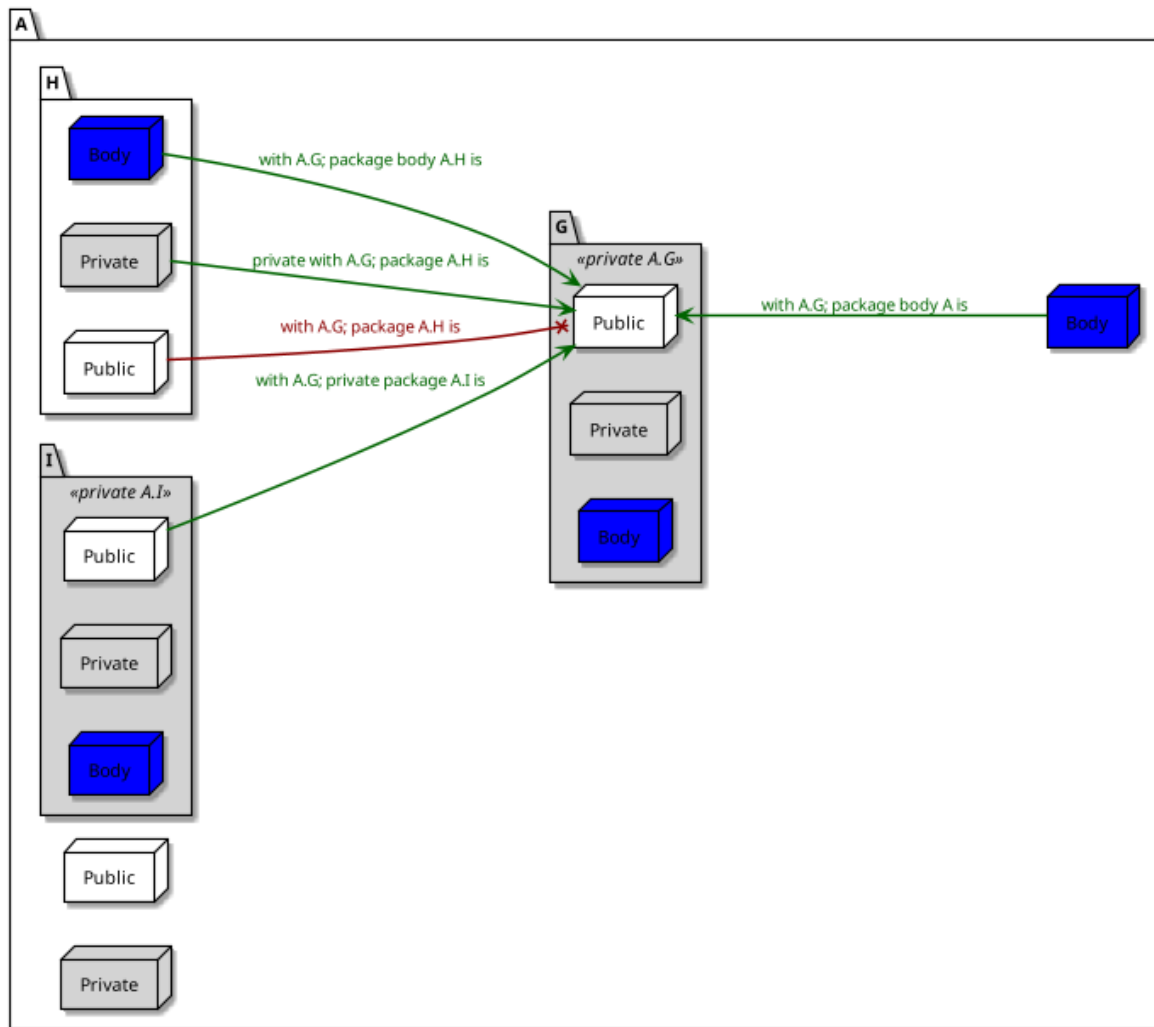 A
H
Body
with A.G; package body A.H is
G
«private A.G»
Private
private with A.G; package A.H is
with A.G; package body A is
Public
Body
with A.G; package A.H is
Public
with A.G; private package A.I is
Private
I
«private A.I»
Public
Body
Private
Body
Public
Private